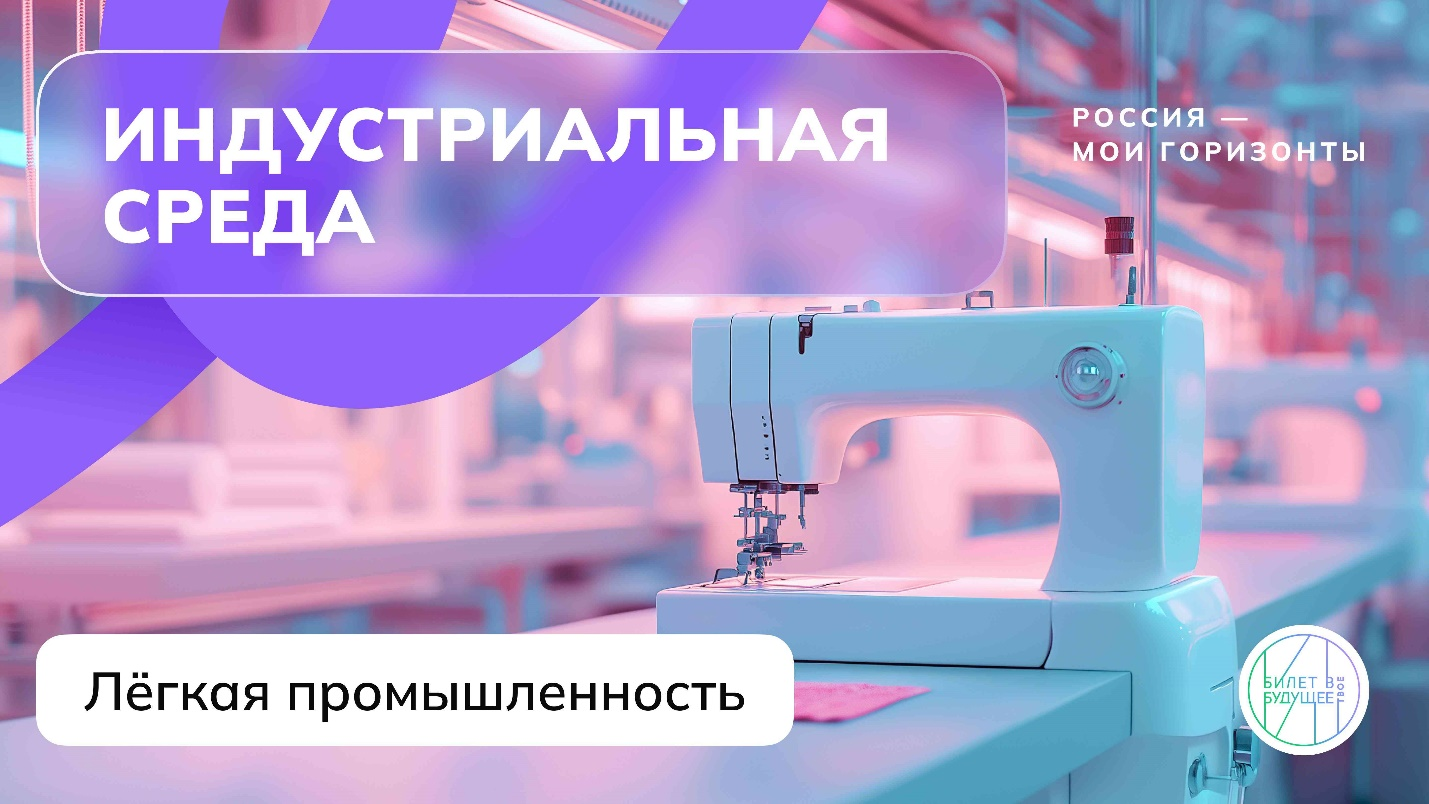 ИНДУСТРИАЛЬНАЯ
СРЕДА
РОССИЯ —
МОИ ГОРИЗОНТЫ
Лёгкая промышленность
БИЛЕТ В
БУДУЩЕЕ
ТВОЕ